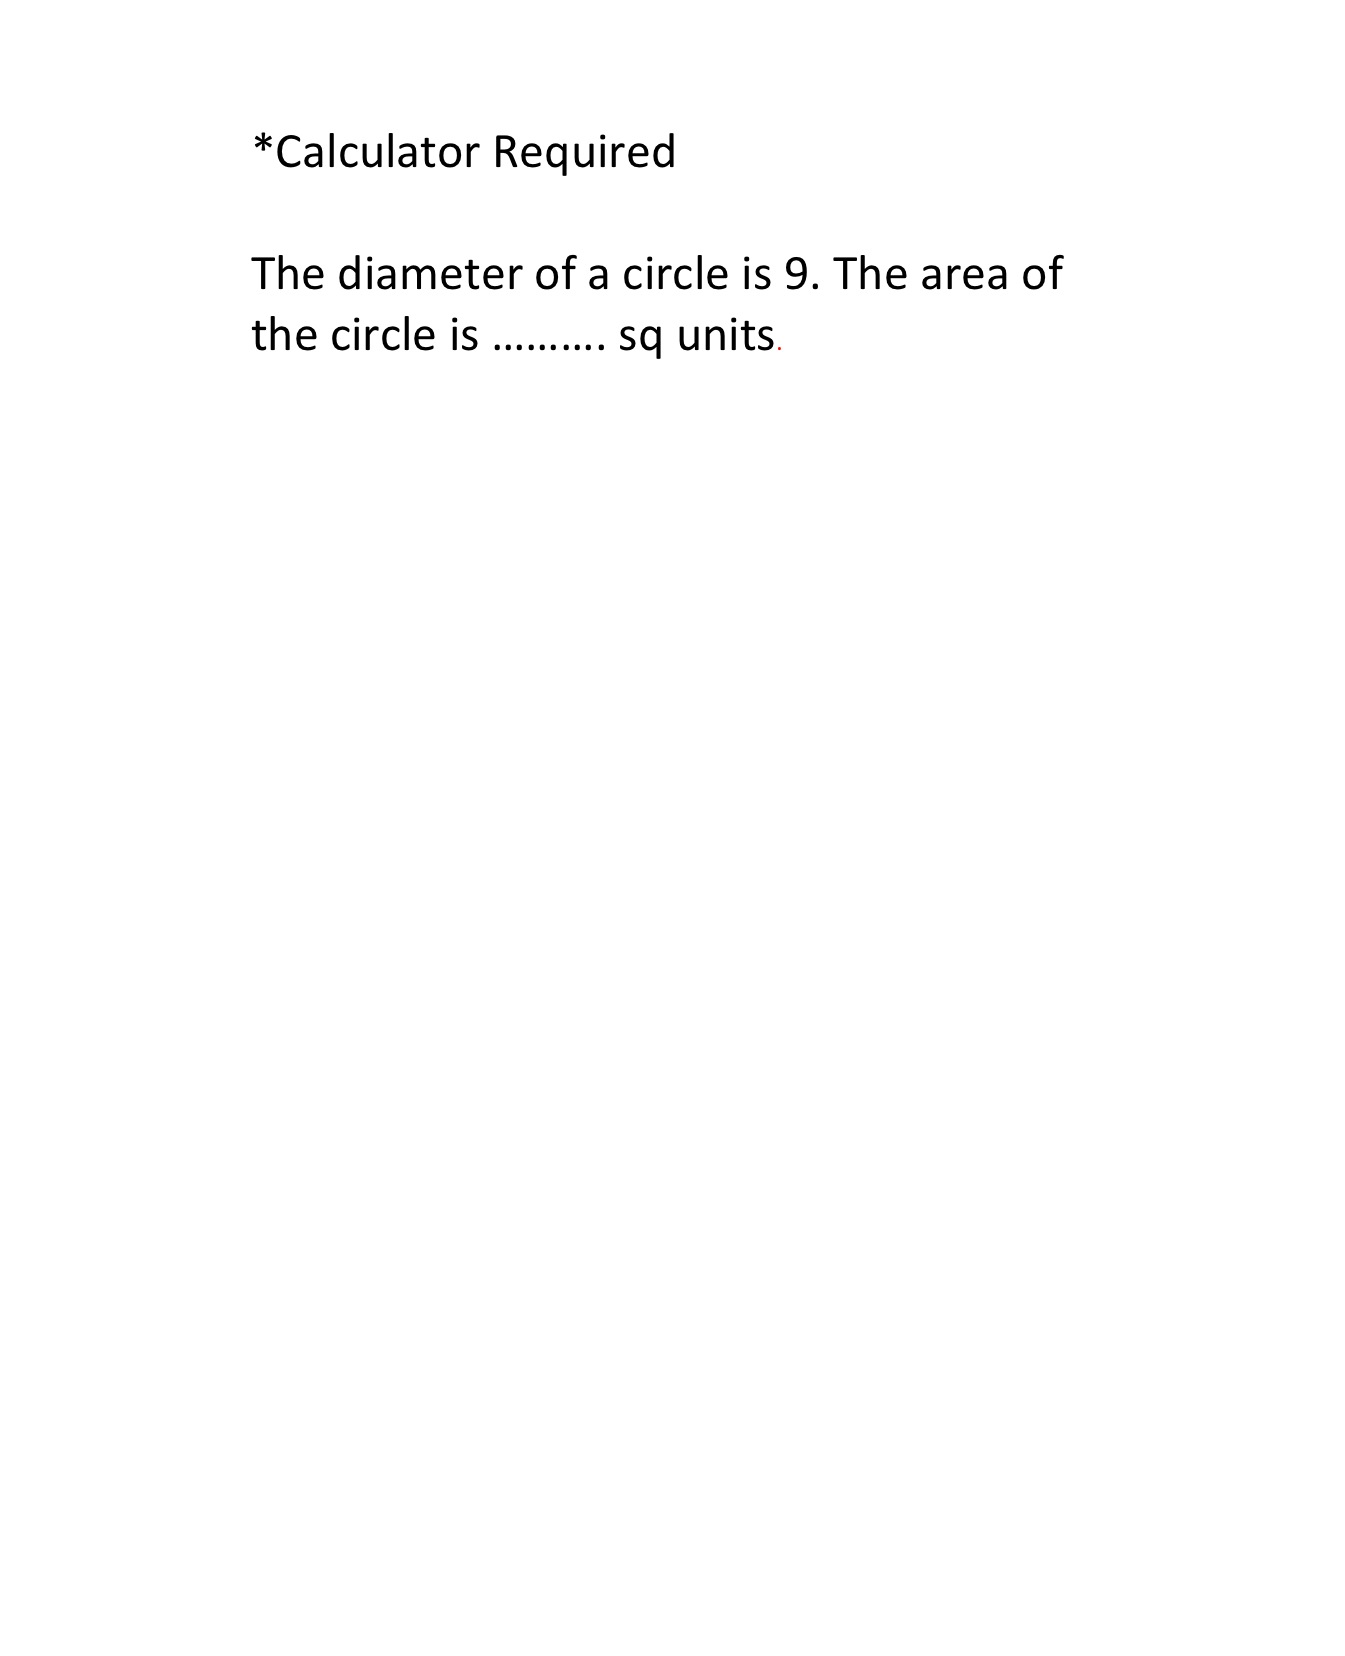 *Calculator Required
The diameter of a circle is 9. The area of
the circle is ………. sq units.